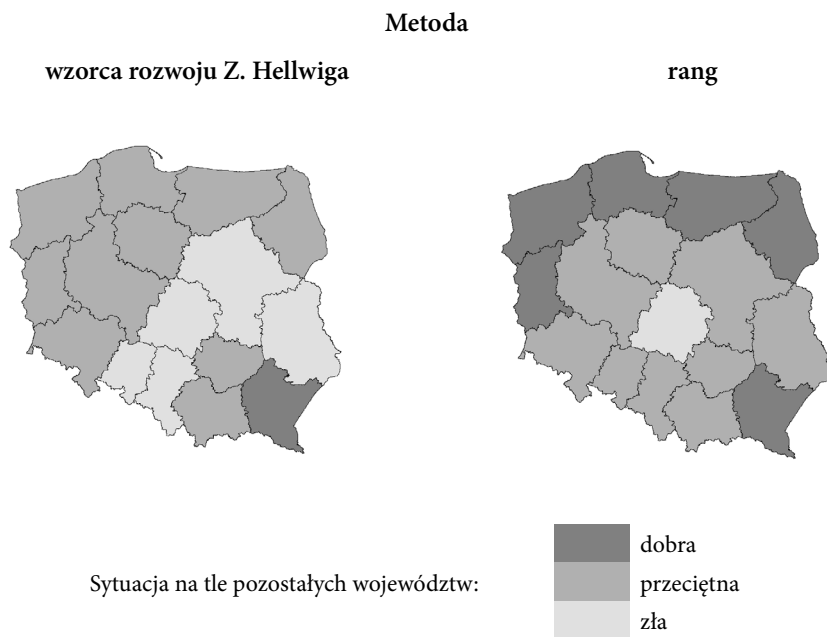 Metoda
wzorca rozwoju Z. Hellwiga
rang
Sytuacja na tle pozostałych województw:
dobra
przeciętna
zła